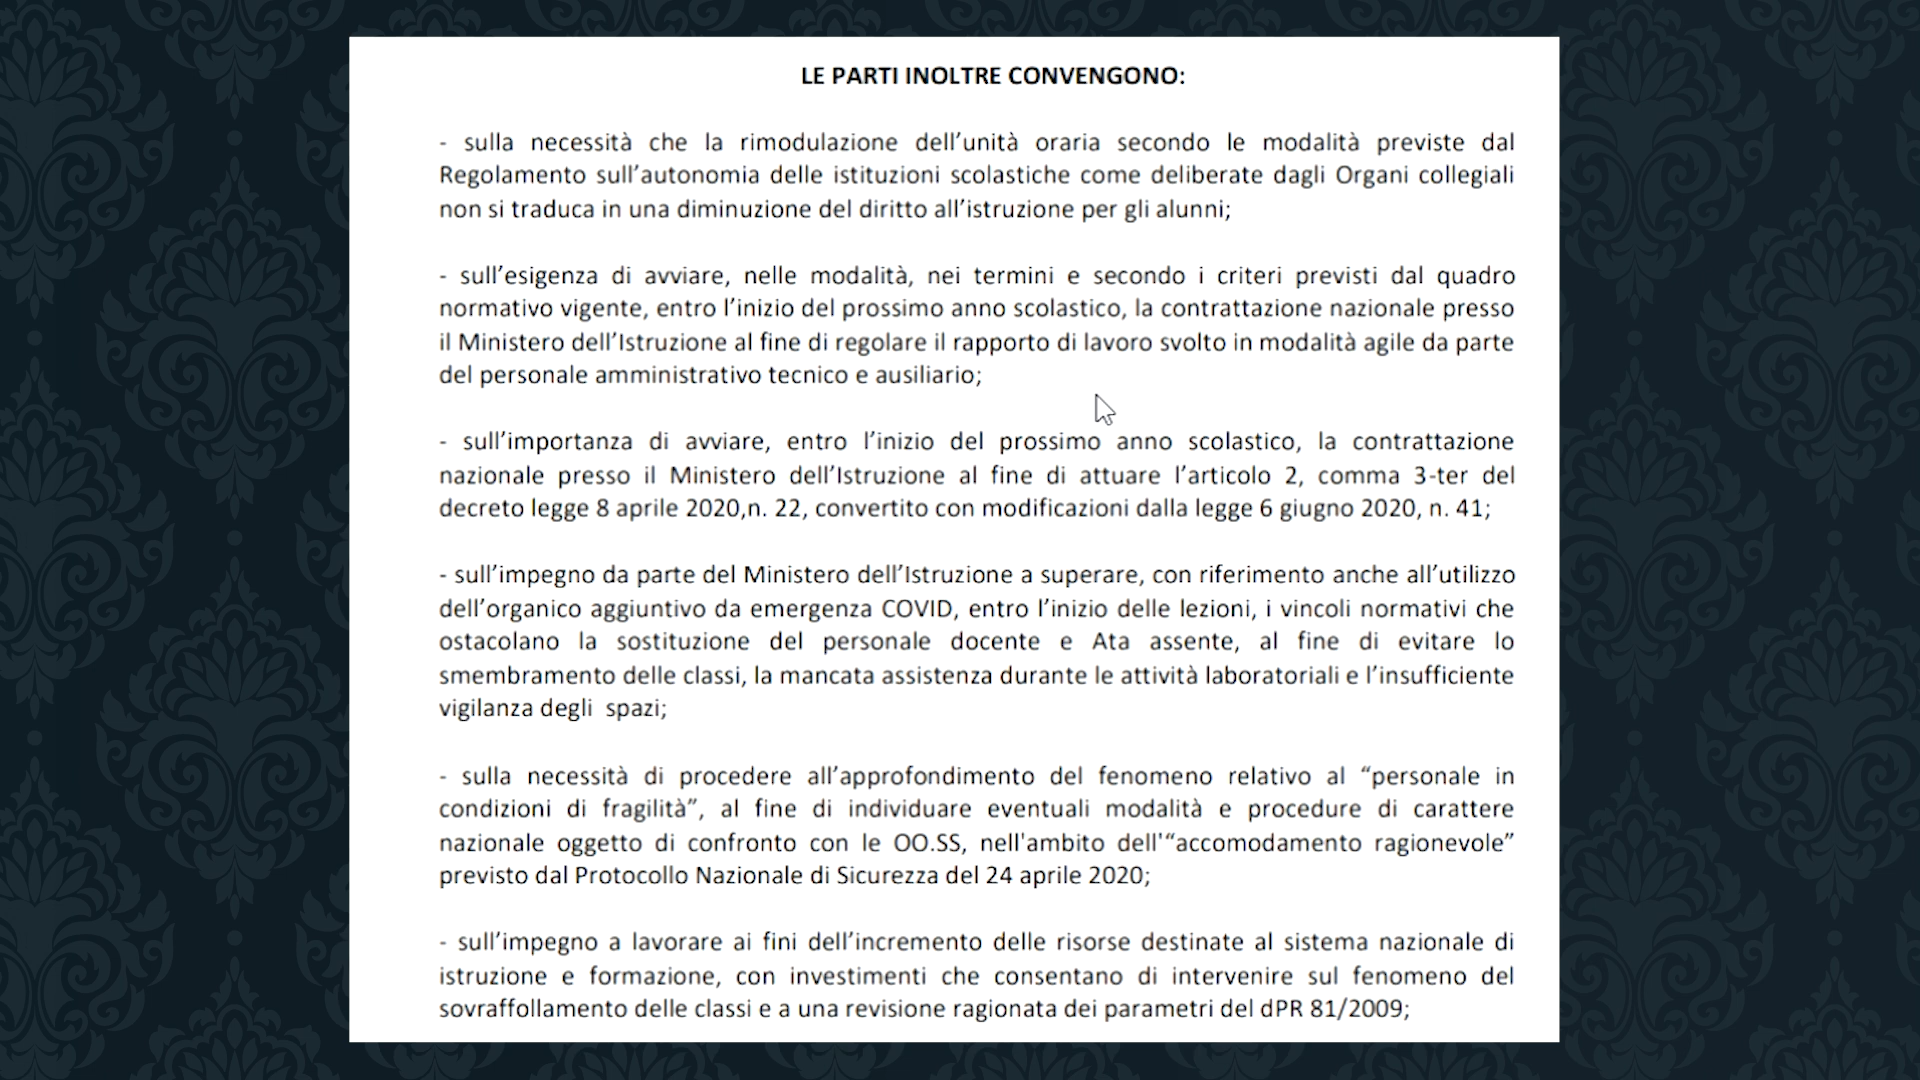 LE PARTI INOLTRE CONVENGONO:
- sulla necessità che la rimodulazione dell’unità oraria secondo le modalità previste dal
Regolamento sull’autonomia delle istituzioni scolastiche come deliberate dagli Organi collegiali
non si traduca in una diminuzione del diritto all’istruzione per gli alunni;
- sull’esigenza di avviare, nelle modalità, nei termini e secondo i criteri previsti dal quadro
normativo vigente, entro l’inizio del prossimo anno scolastico, la contrattazione nazionale presso
il Ministero dell’Istruzione al fine di regolare il rapporto di lavoro svolto in modalità agile da parte
del personale amministrativo tecnico e ausiliario;
- sull’importanza di avviare, entro l’inizio del prossimo anno scolastico, la contrattazione
nazionale presso il Ministero dell’Istruzione al fine di attuare l’articolo 2, comma 3-ter del
decreto legge 8 aprile 2020,n. 22, convertito con modificazioni dalla legge 6 giugno 2020, n. 41;
- sull’impegno da parte del Ministero dell’Istruzione a superare, con riferimento anche all’utilizzo
dell’organico aggiuntivo da emergenza COVID, entro l’inizio delle lezioni, i vincoli normativi che
ostacolano la sostituzione del personale docente e Ata assente, al fine di evitare lo
smembramento delle classi, la mancata assistenza durante le attività laboratoriali e l’insufficiente
vigilanza degli spazi;
- sulla necessità di procedere all’approfondimento del fenomeno relativo al “personale in
condizioni di fragilità”, al fine di individuare eventuali modalità e procedure di carattere
nazionale oggetto di confronto con le OO.SS, nell'ambito dell'“accomodamento ragionevole”
previsto dal Protocollo Nazionale di Sicurezza del 24 aprile 2020;
- sull’impegno a lavorare ai fini dell’incremento delle risorse destinate al sistema nazionale di
istruzione e formazione, con investimenti che consentano di intervenire sul fenomeno del
sovraffollamento delle classi e a una revisione ragionata dei parametri del dPR 81/2009;